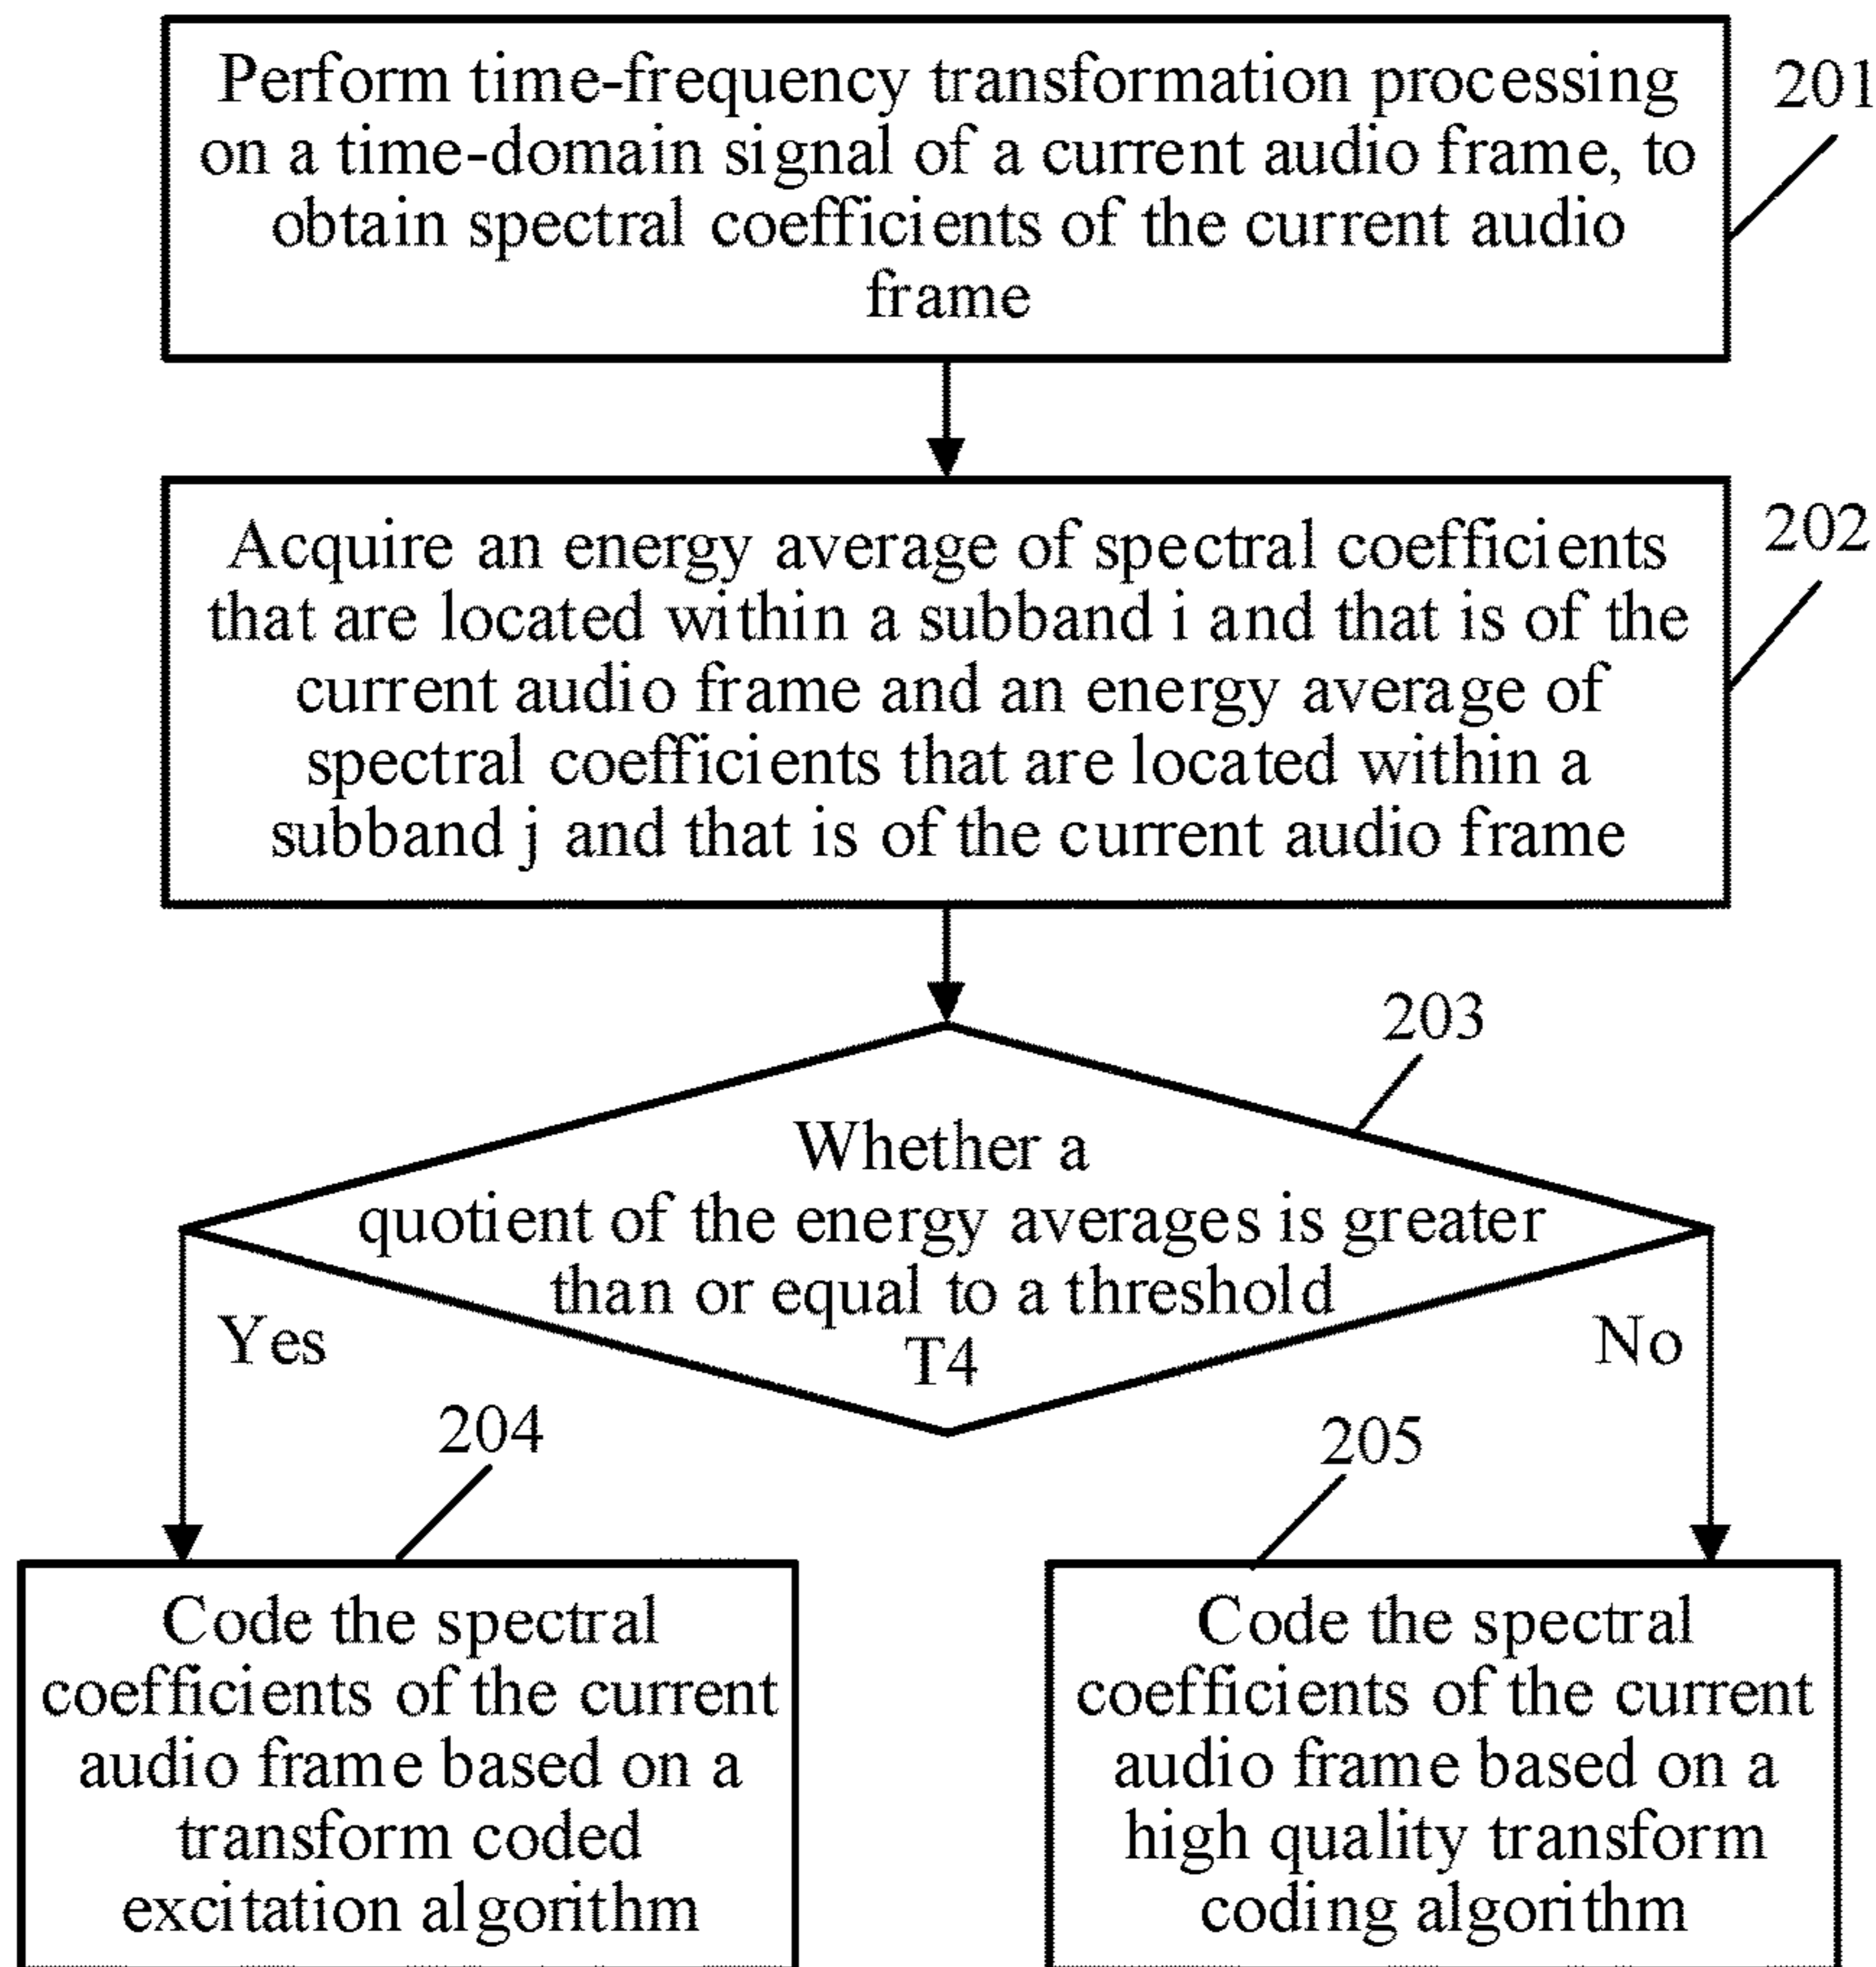 Perform time-frequency transformation processing
on a time-domain signal of a current audio frame, to
obtain spectral coefficients of the current audio
frame
201
Acquire an energy average of spectral coefficients
that are located within a subband i and that is of the
current audio frame and an energy average of
spectral coefficients that are located within a
subband j and that is of the current audio frame
202
203
Whether a
quotient of the energy averages is greater
than or equal to a threshold
T4
Yes
No
204
205
Code the spectral
coefficients of the current
audio frame based on a
transform coded
excitation algorithm
Code the spectral
coefficients of the current
audio frame based on a
high quality transform
coding algorithm